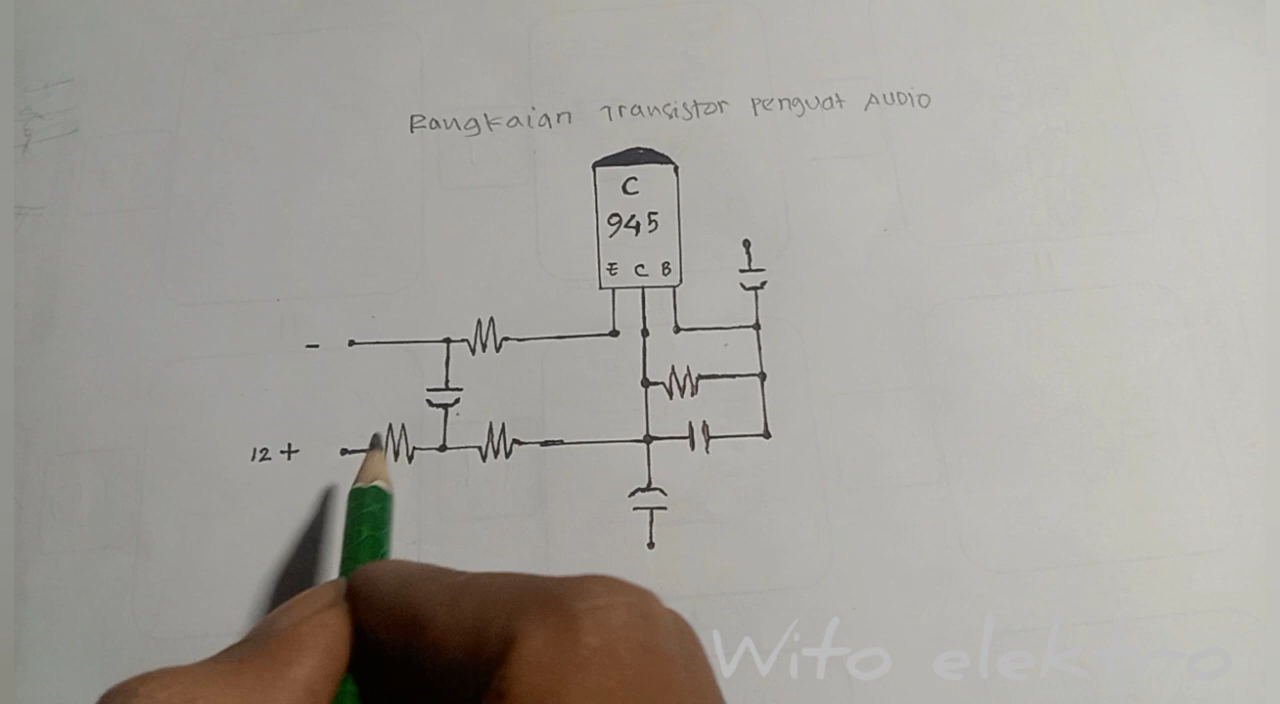 Rangkaian Transistor Penguat AUDIO
C
945
E C B
-
12 +
Wito elektro